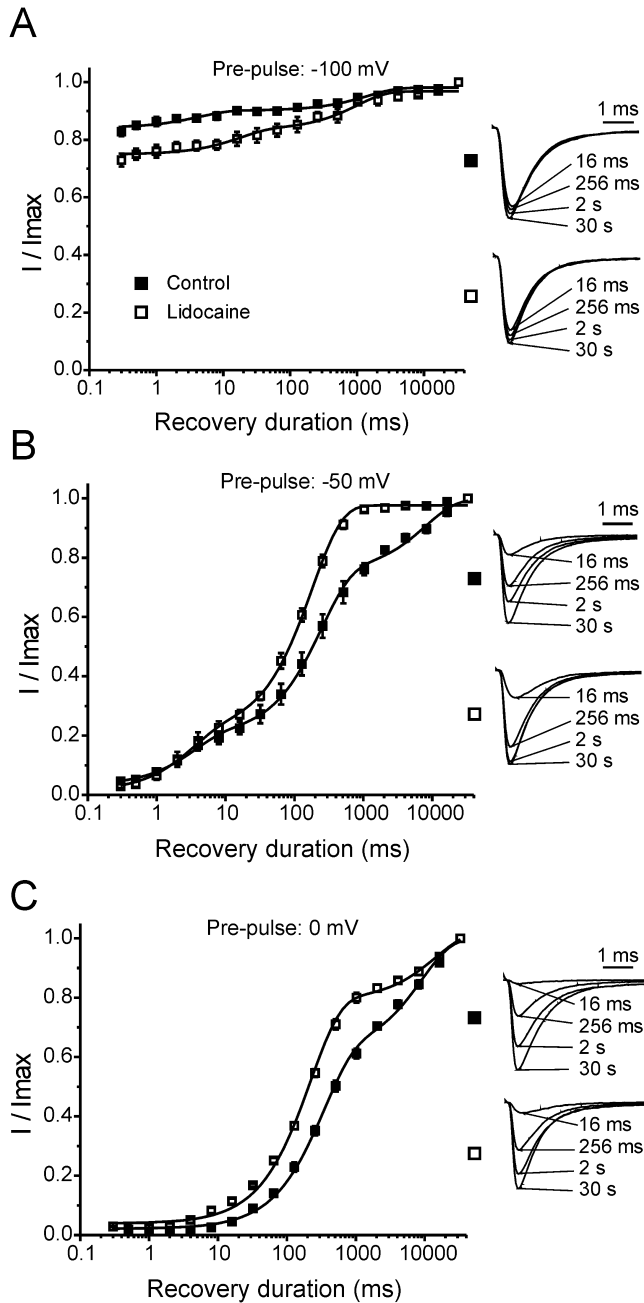 A
Pre-pulse: -100 mV
1.0
0.8
0.6
0.4
0.2
0.0
I / Imax
Control
Lidocaine
0.1 1 10 100 1000 10000
Recovery duration (ms)
1 ms
16 ms
256 ms
2 s
30 s
16 ms
256 ms
2 s
30 s
B
Pre-pulse: -50 mV
1.0
0.8
0.6
0.4
0.2
0.0
I / Imax
0.1 1 10 100 1000 10000
Recovery duration (ms)
1 ms
16 ms
256 ms
2 s
30 s
16 ms
256 ms
2 s
30 s
C
Pre-pulse: 0 mV
1.0
0.8
0.6
0.4
0.2
0.0
I / Imax
0.1 1 10 100 1000 10000
Recovery duration (ms)
1 ms
16 ms
256 ms
2 s
30 s
16 ms
256 ms
2 s
30 s